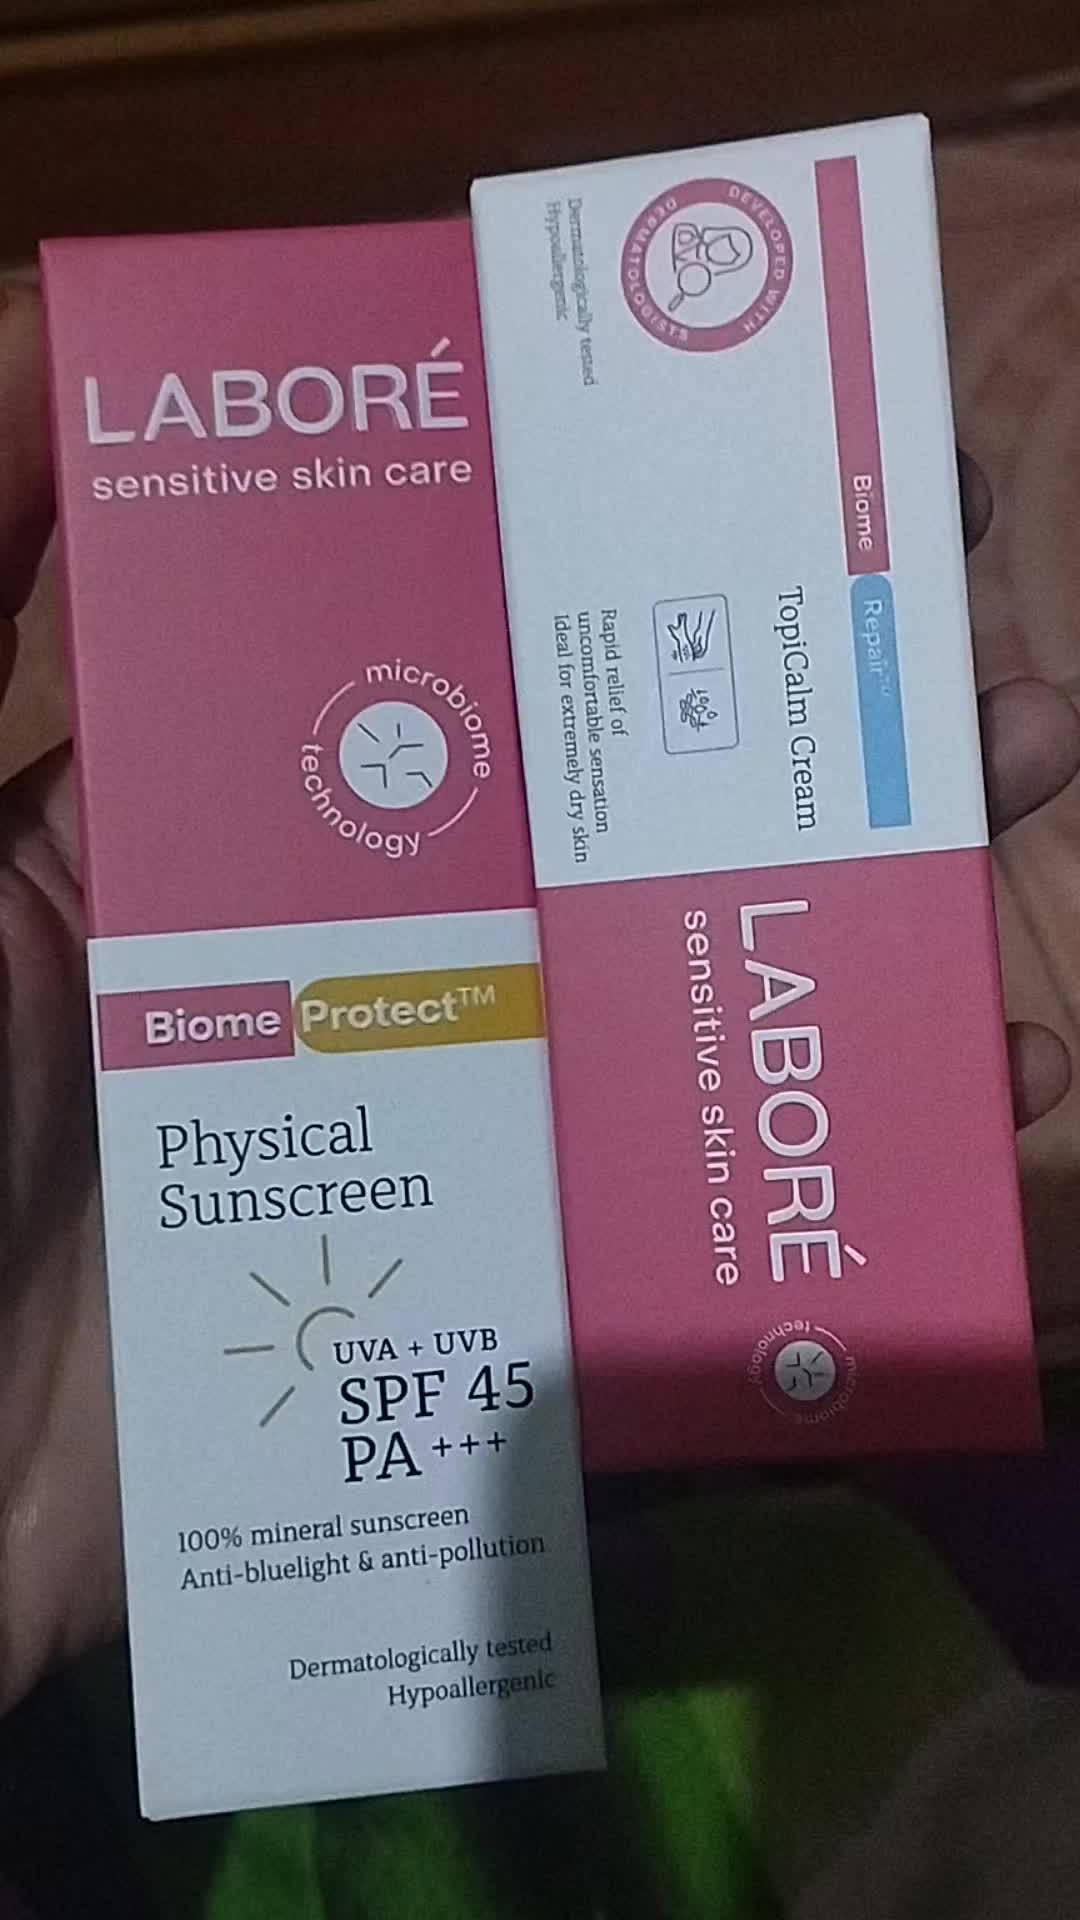 LABORÉ
sensitive skin care
microbiome
technology
Biome Protect™
Physical
Sunscreen
UVA + UVB
SPF 45
PA +++
100% mineral sunscreen
Anti-bluelight & anti-pollution
Dermatologically tested
Hypoallergenic
Biome Repair™
TopiCalm Cream
Rapid relief of
uncomfortable sensation
Ideal for extremely dry skin
DEVELOPED WITH
DERMATOLOGISTS
Dermatologically tested
Hypoallergenic
LABORÉ
sensitive skin care
microbiome
technology